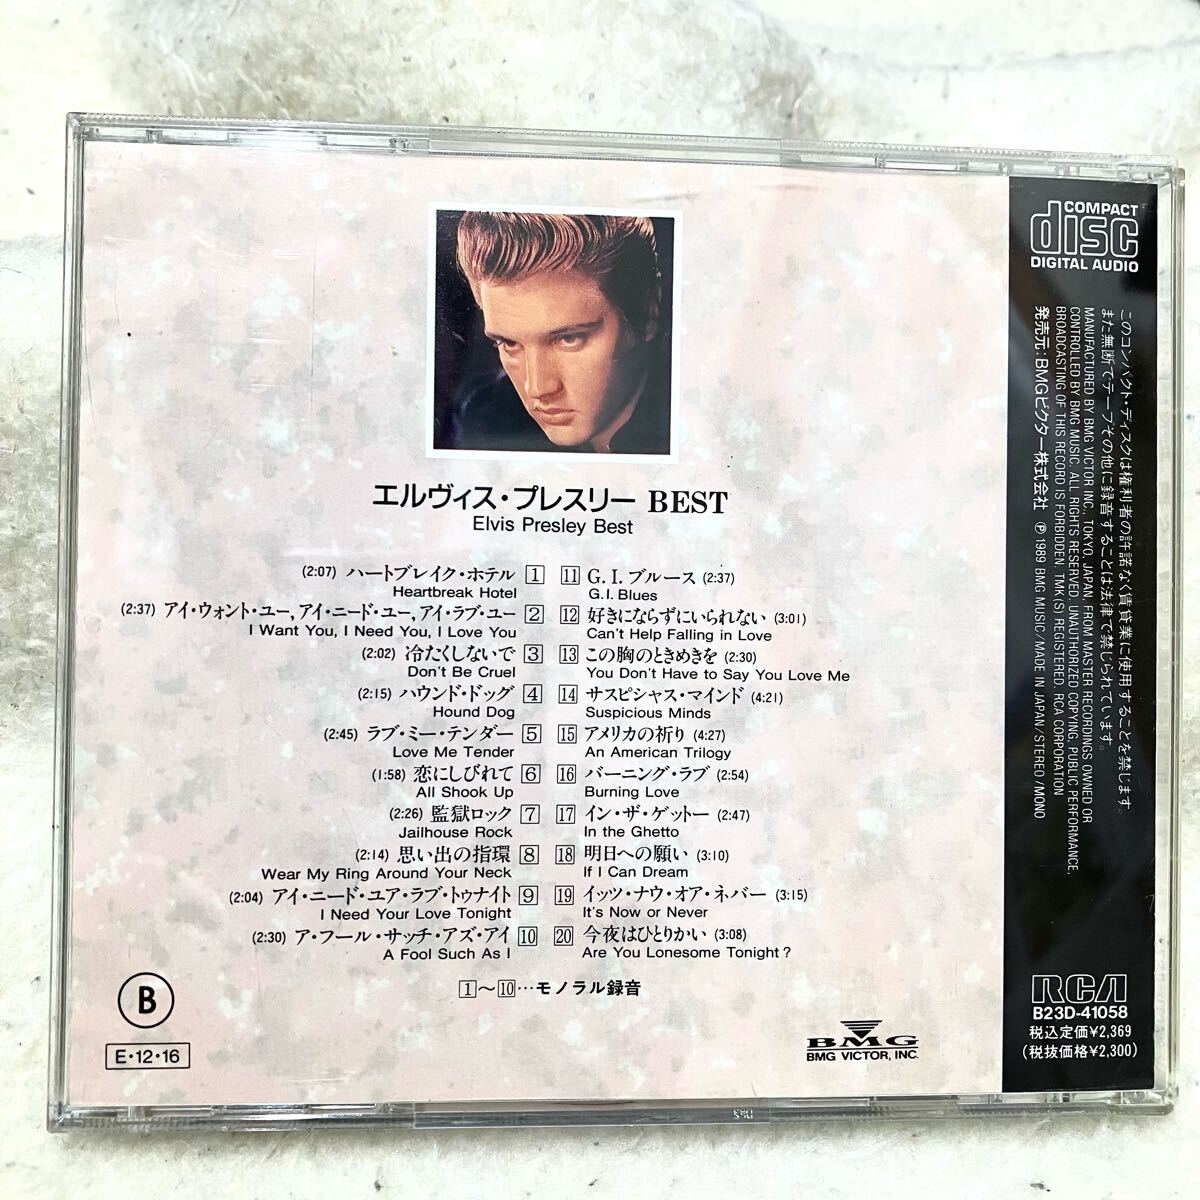 エルヴィス・プレスリー BEST
Elvis Presley Best
(2:07) ハートブレイク・ホテル 1
Heartbreak Hotel
(2:37) アイ・ウォント・ユー, アイ・ニード・ユー, アイ・ラブ・ユー 2
I Want You, I Need You, I Love You
(2:02) 冷たくしないで 3
Don't Be Cruel
(2:15) ハウンド・ドッグ 4
Hound Dog
(2:45) ラブ・ミー・テンダー 5
Love Me Tender
(1:58) 恋にしびれて 6
All Shook Up
(2:26) 監獄ロック 7
Jailhouse Rock
(2:14) 思い出の指環 8
Wear My Ring Around Your Neck
(2:04) アイ・ニード・ユア・ラブ・トゥナイト 9
I Need Your Love Tonight
(2:30) ア・フール・サッチ・アズ・アイ 10
A Fool Such As I
11 G.I.ブルース (2:37)
G.I.Blues
12 好きにならずにいられない (3:01)
Can't Help Falling in Love
13 この胸のときめきを (2:30)
You Don't Have to Say You Love Me
14 サスピシャス・マインド (4:21)
Suspicious Minds
15 アメリカの祈り (4:27)
An American Trilogy
16 バーニング・ラブ (2:54)
Burning Love
17 イン・ザ・ゲットー (2:47)
In the Ghetto
18 明日への願い (3:10)
If I Can Dream
19 イッツ・ナウ・オア・ネバー (3:15)
It's Now or Never
20 今夜はひとりかい (3:08)
Are You Lonesome Tonight?
1～10…モノラル録音
B
E・12・16
BMG
BMG VICTOR, INC.
COMPACT
disc
DIGITAL AUDIO
このコンパクト・ディスクは権利者の許諾なく賃貸業に使用することを禁じます。
また無断でテープその他に録音することは法律で禁じられています。
MANUFACTURED BY BMG VICTOR INC., TOKYO, JAPAN, FROM MASTER RECORDINGS OWNED OR
CONTROLLED BY BMG MUSIC. ALL RIGHTS RESERVED. UNAUTHORIZED COPYING, PUBLIC PERFORMANCE,
BROADCASTING OF THIS RECORD IS FORBIDDEN. TMK(S) REGISTERED, RCA CORPORATION
発売元：BMGビクター株式会社 Ⓟ 1989 BMG MUSIC/MADE IN JAPAN/STEREO/MONO
RCA
B23D-41058
税込定価¥2,369
(税抜価格¥2,300)